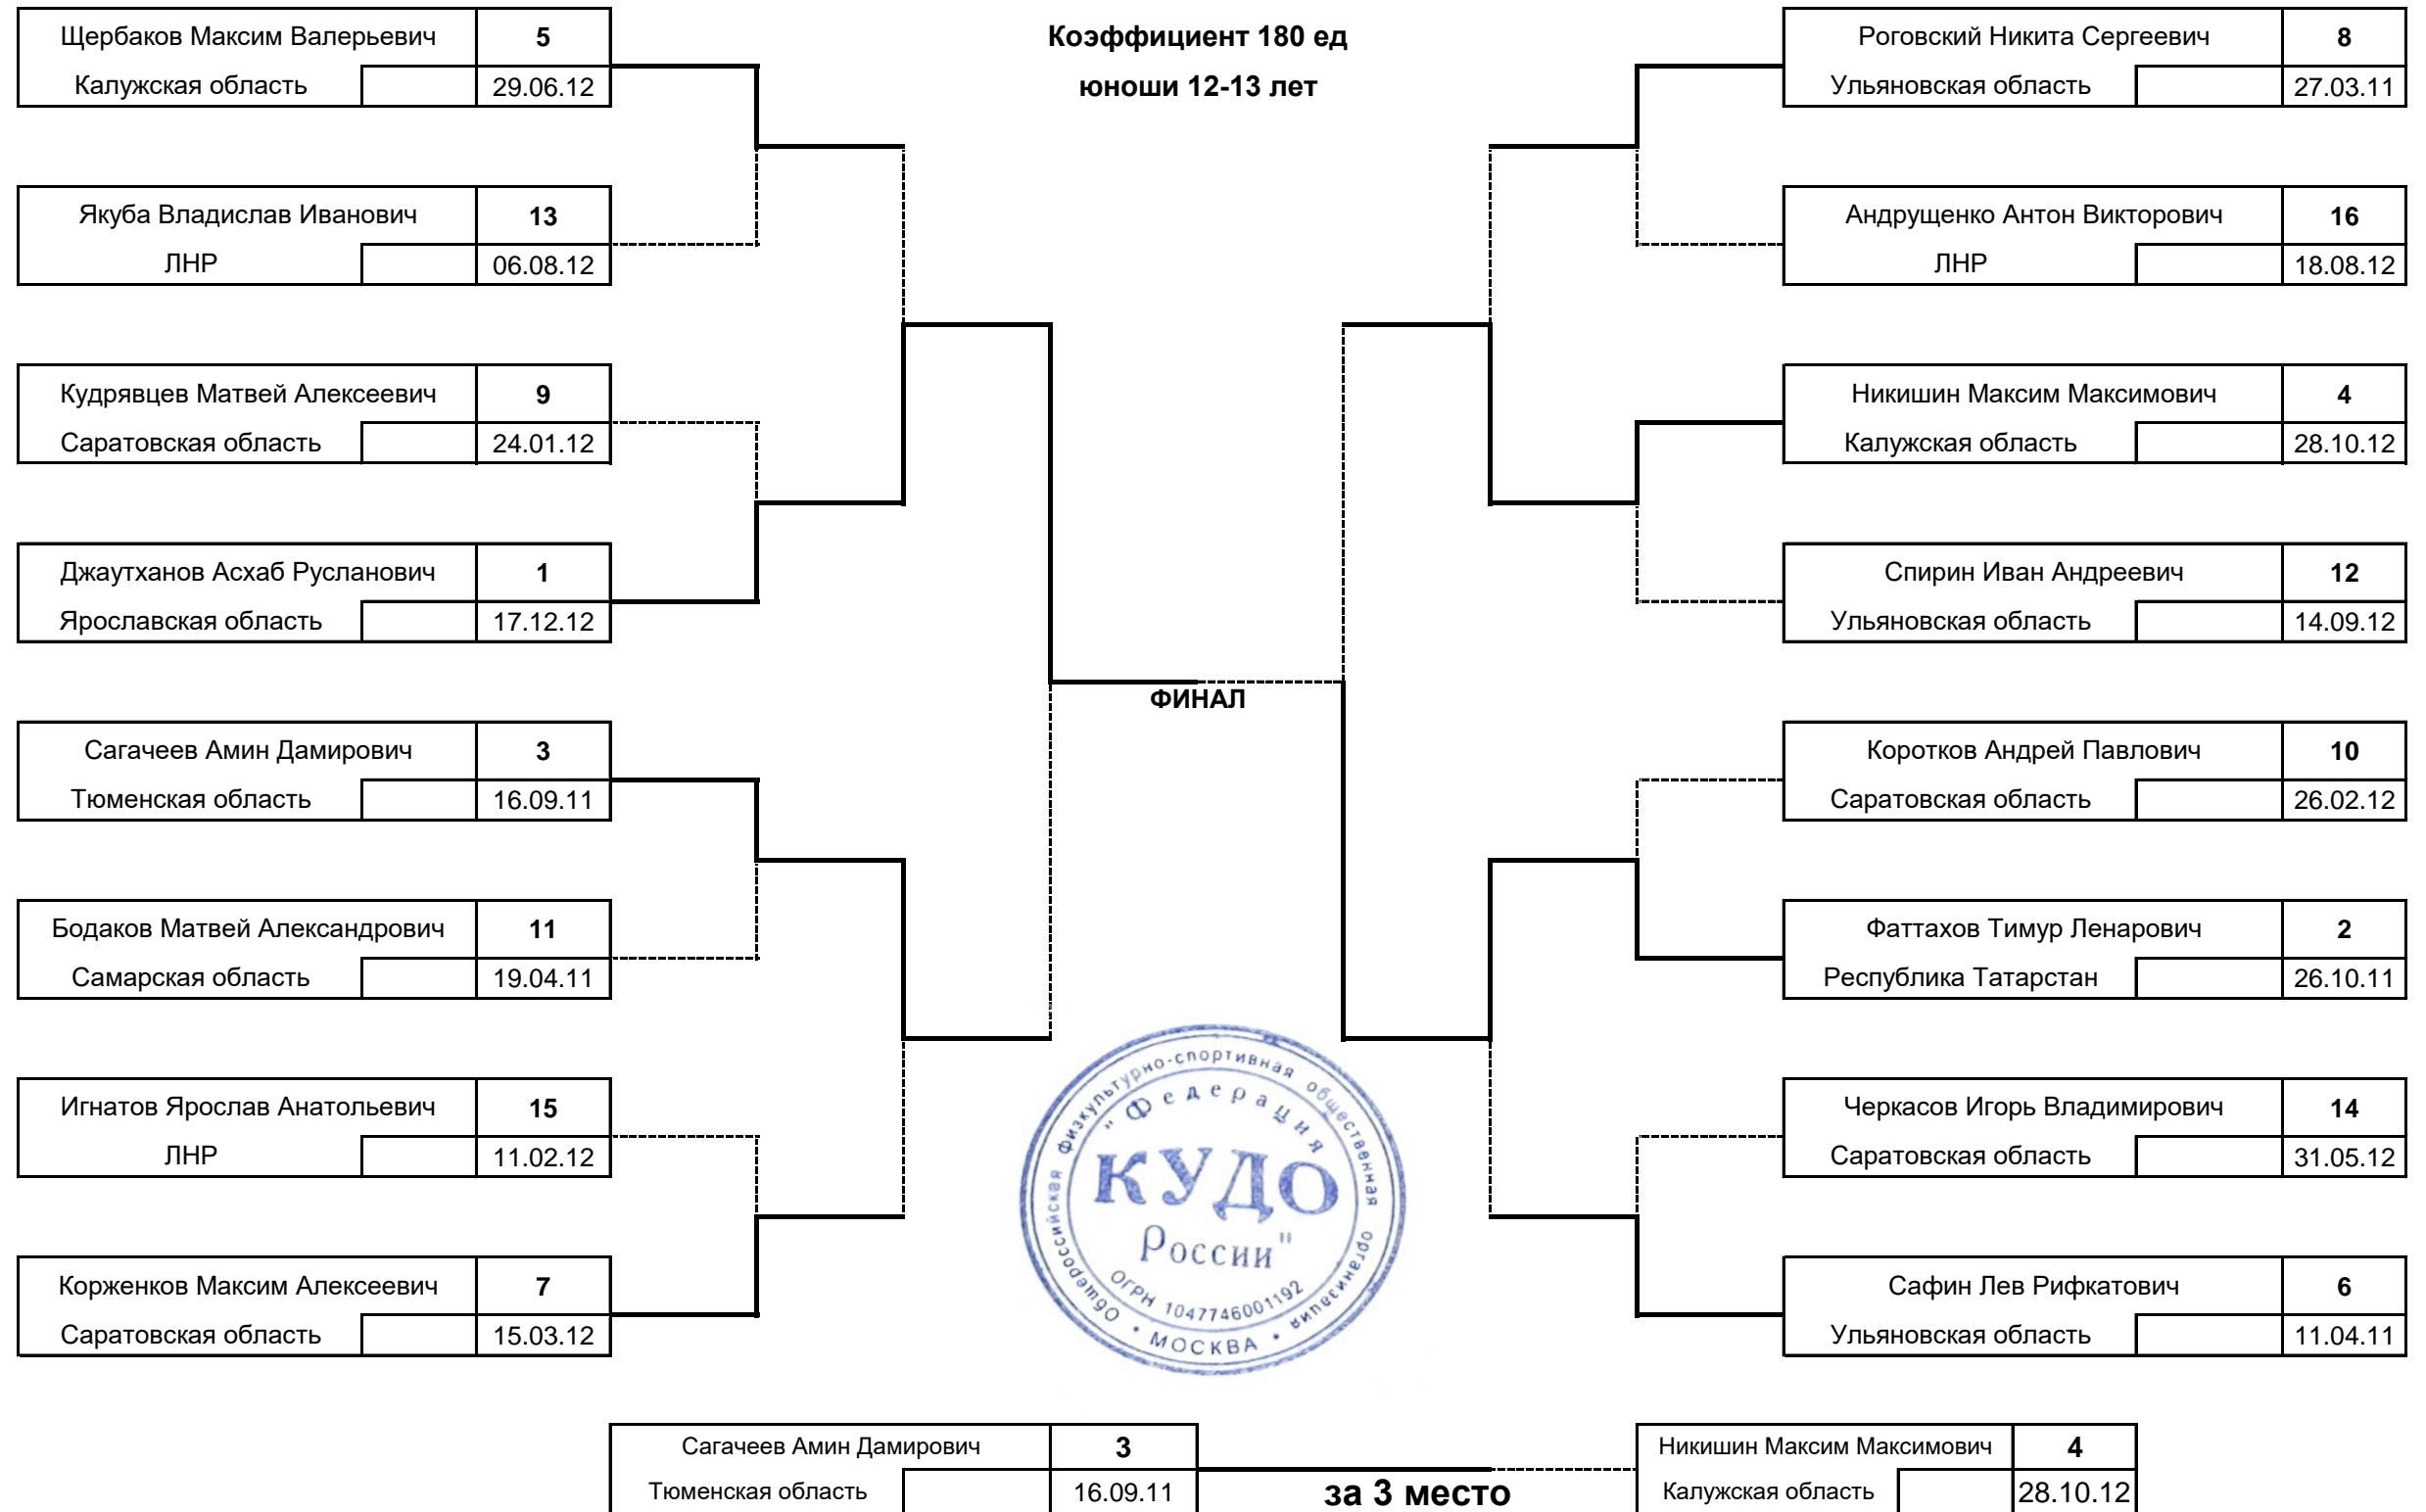 Коэффициент 180 ед
юноши 12-13 лет
Щербаков Максим Валерьевич 5
Калужская область 29.06.12
Якуба Владислав Иванович 13
ЛНР 06.08.12
Кудрявцев Матвей Алексеевич 9
Саратовская область 24.01.12
Джаутханов Асхаб Русланович 1
Ярославская область 17.12.12
Сагачеев Амин Дамирович 3
Тюменская область 16.09.11
Бодаков Матвей Александрович 11
Самарская область 19.04.11
Игнатов Ярослав Анатольевич 15
ЛНР 11.02.12
Корженков Максим Алексеевич 7
Саратовская область 15.03.12
ФИНАЛ
Роговский Никита Сергеевич 8
Ульяновская область 27.03.11
Андрущенко Антон Викторович 16
ЛНР 18.08.12
Никишин Максим Максимович 4
Калужская область 28.10.12
Спирин Иван Андреевич 12
Ульяновская область 14.09.12
Коротков Андрей Павлович 10
Саратовская область 26.02.12
Фаттахов Тимур Ленарович 2
Республика Татарстан 26.10.11
Черкасов Игорь Владимирович 14
Саратовская область 31.05.12
Сафин Лев Рифкатович 6
Ульяновская область 11.04.11
Общероссийская физкультурно-спортивная общественная организация
"Федерация
КУДО
России"
ОГРН 1047746001192
• МОСКВА •
Сагачеев Амин Дамирович 3
Тюменская область 16.09.11
за 3 место
Никишин Максим Максимович 4
Калужская область 28.10.12